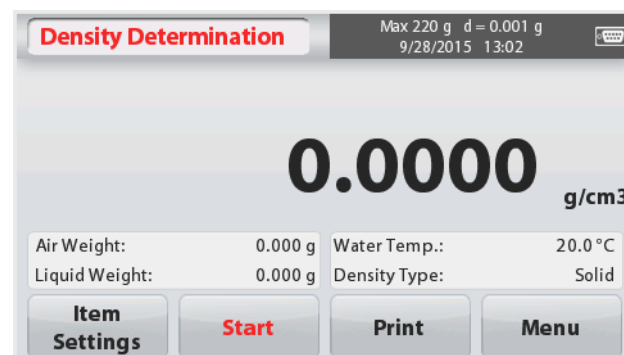 Density Determination
Max 220 g d = 0.001 g
9/28/2015 13:02
0.0000
g/cm3
Air Weight: 0.000 g Water Temp.: 20.0 °C
Liquid Weight: 0.000 g Density Type: Solid
Item
Settings
Start
Print
Menu